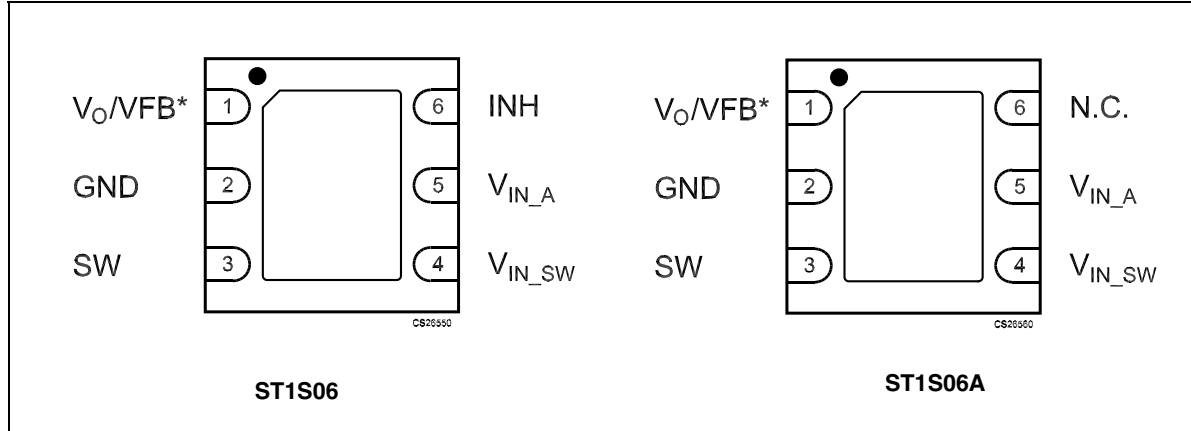 V_O/VFB* 1 6 INH
GND 2 5 V_IN_A
SW 3 4 V_IN_SW
CS26550
ST1S06
V_O/VFB* 1 6 N.C.
GND 2 5 V_IN_A
SW 3 4 V_IN_SW
CS26560
ST1S06A